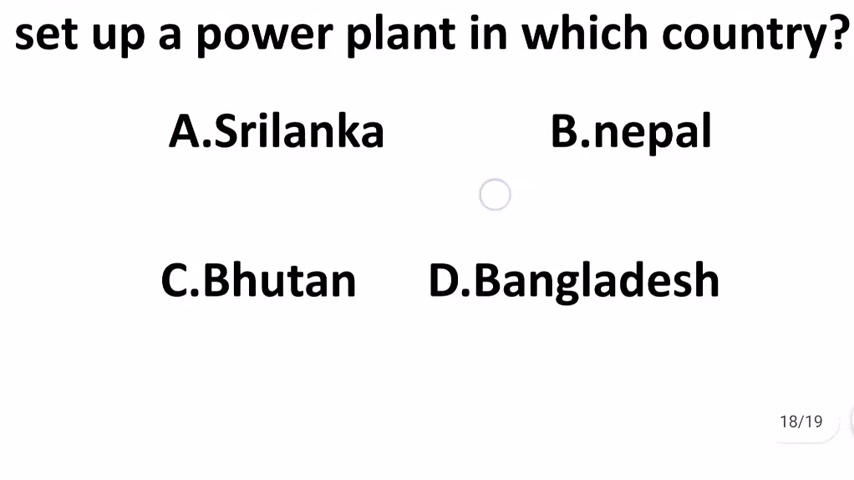 set up a power plant in which country?
A.Srilanka B.nepal
C.Bhutan D.Bangladesh
18/19